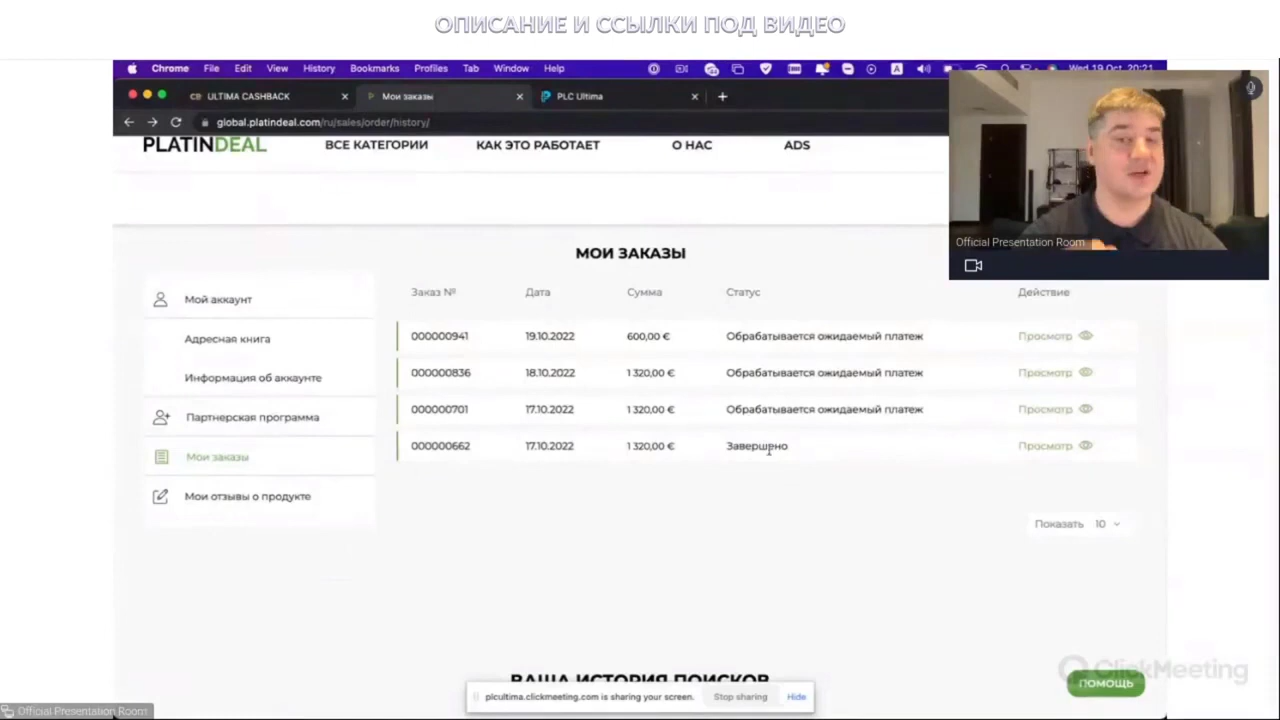 ОПИСАНИЕ И ССЫЛКИ ПОД ВИДЕО
Chrome File Edit View History Bookmarks Profiles Tab Window Help
Wed 19 Oct 20:21
ULTIMA CASHBACK Мои заказы PLC Ultima
global.platindeal.com/ru/sales/order/history/
PLATINDEAL ВСЕ КАТЕГОРИИ КАК ЭТО РАБОТАЕТ О НАС ADS
Official Presentation Room
МОИ ЗАКАЗЫ
Мой аккаунт
Адресная книга
Информация об аккаунте
Партнерская программа
Мои заказы
Мои отзывы о продукте
Заказ № Дата Сумма Статус Действие
000000941 19.10.2022 600,00 € Обрабатывается ожидаемый платеж Просмотр
000000836 18.10.2022 1 320,00 € Обрабатывается ожидаемый платеж Просмотр
000000701 17.10.2022 1 320,00 € Обрабатывается ожидаемый платеж Просмотр
000000662 17.10.2022 1 320,00 € Завершено Просмотр
Показать 10
ВАША ИСТОРИЯ ПОИСКОВ
ClickMeeting
ПОМОЩЬ
plcultima.clickmeeting.com is sharing your screen. Stop sharing Hide
Official Presentation Room